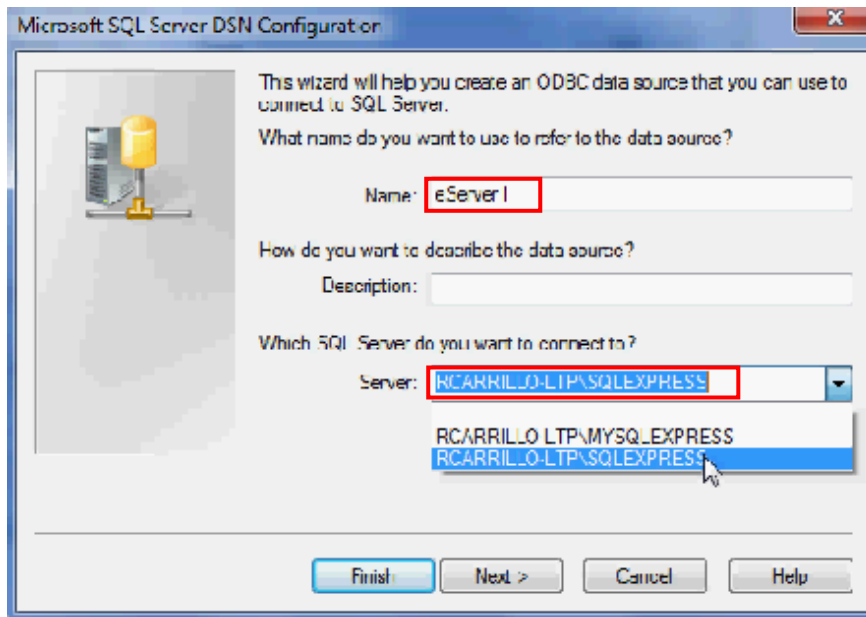 Microsoft SQL Server DSN Configuration
This wizard will help you create an ODBC data source that you can use to
connect to SQL Server.
What name do you want to use to refer to the data source?
Name: eServer
How do you want to describe the data source?
Description:
Which SQL Server do you want to connect to?
Server: RCARRILLO-LTP\SQLEXPRESS
RCARRILLO-LTP\MYSQLEXPRESS
RCARRILLO-LTP\SQLEXPRESS
Finish Next > Cancel Help